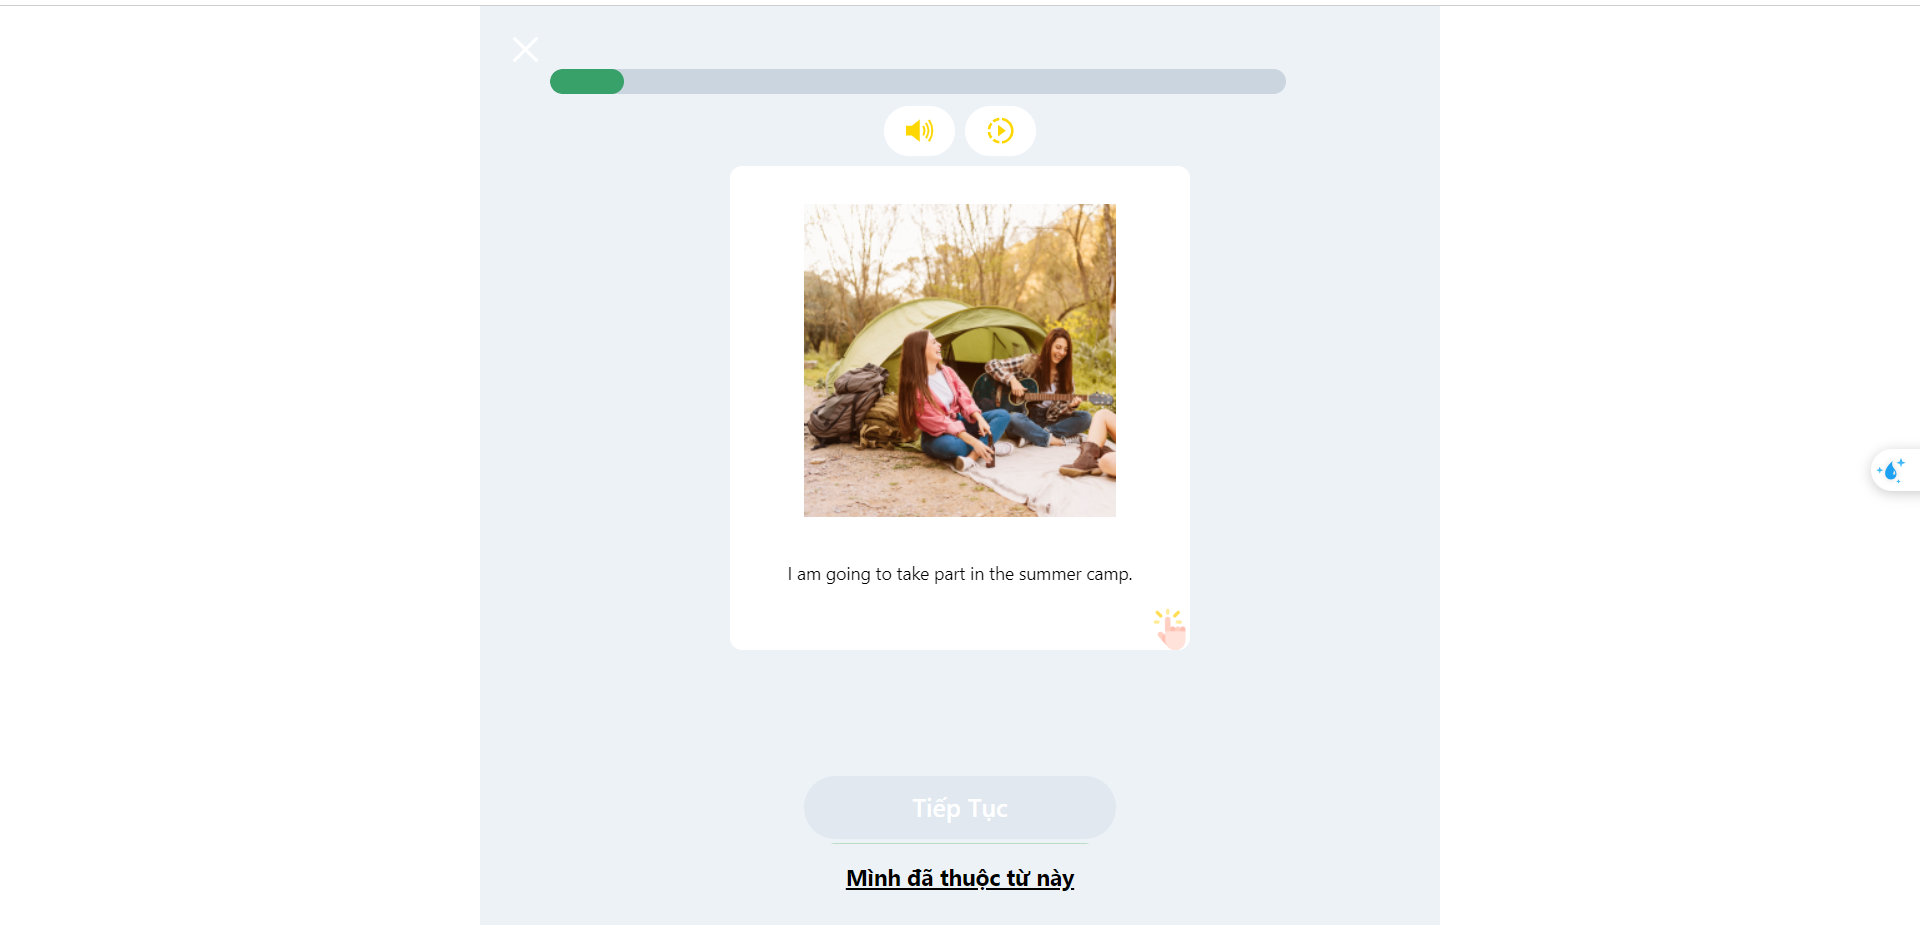 I am going to take part in the summer camp.
Tiếp Tục
Mình đã thuộc từ này